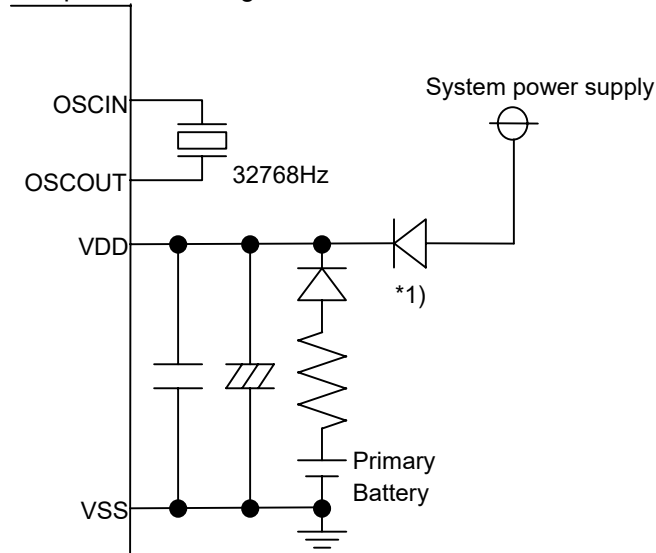 System power supply
OSCIN
OSCOUT
32768Hz
VDD
*1)
Primary
Battery
VSS